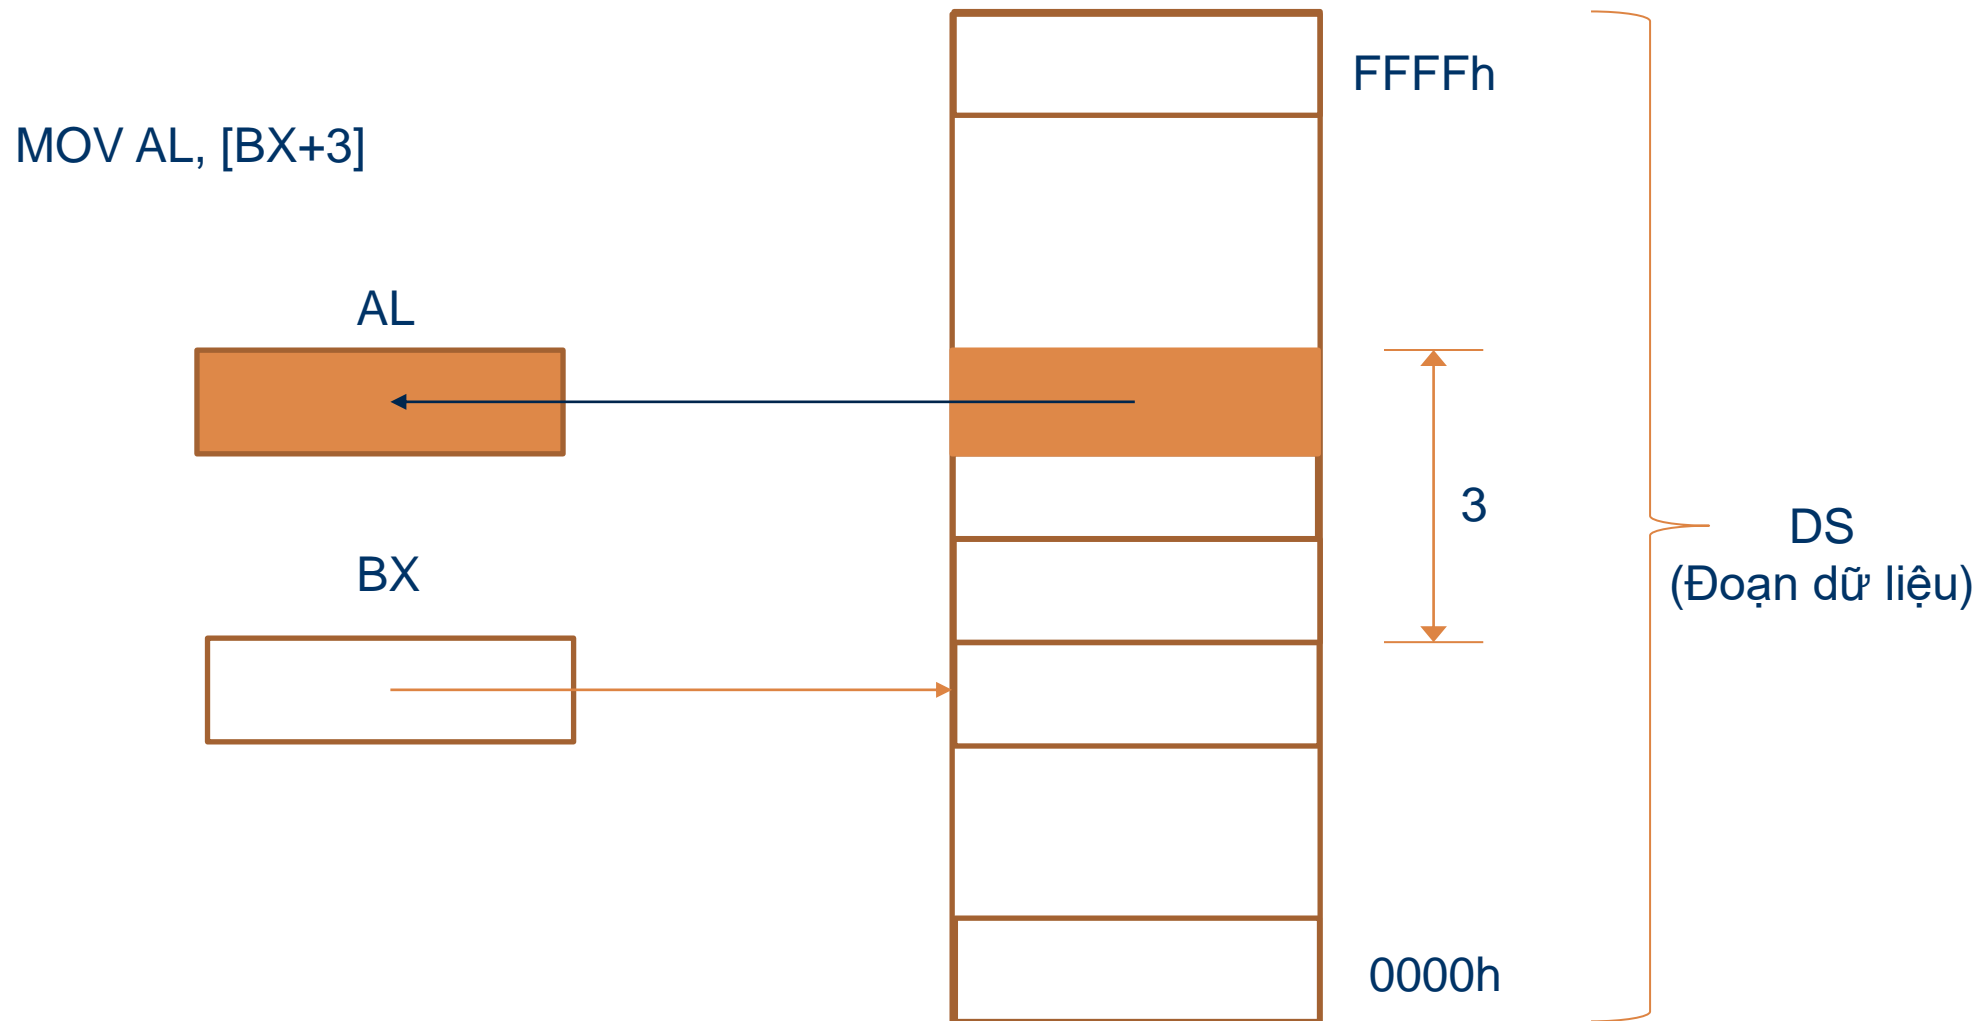 FFFFh
MOV AL, [BX+3]
AL
3
DS
(Đoạn dữ liệu)
BX
0000h